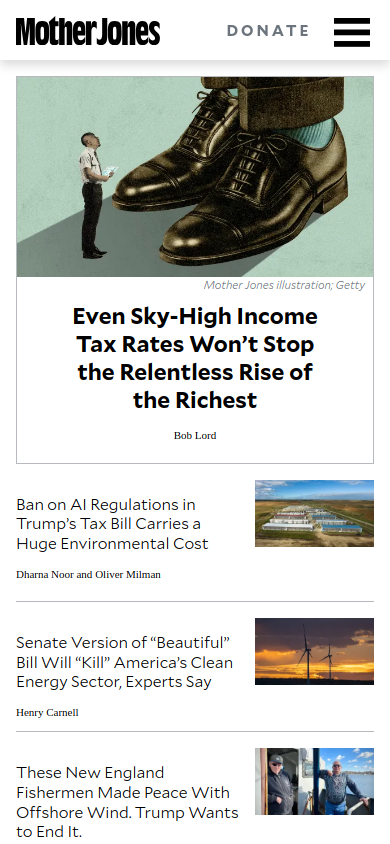 Mother Jones
DONATE
Mother Jones illustration; Getty
Even Sky-High Income
Tax Rates Won’t Stop
the Relentless Rise of
the Richest
Bob Lord
Ban on AI Regulations in
Trump’s Tax Bill Carries a
Huge Environmental Cost
Dharna Noor and Oliver Milman
Senate Version of “Beautiful”
Bill Will “Kill” America’s Clean
Energy Sector, Experts Say
Henry Carnell
These New England
Fishermen Made Peace With
Offshore Wind. Trump Wants
to End It.